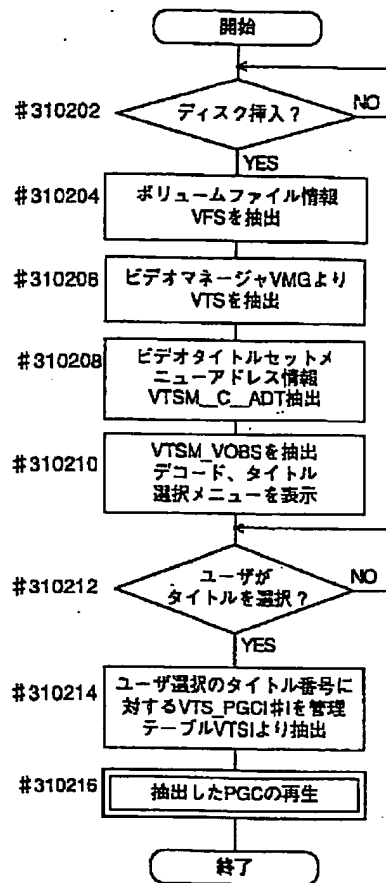 開始
#310202
ディスク挿入？
NO
YES
#310204
ボリュームファイル情報
VFSを抽出
#310206
ビデオマネージャVMGより
VTSを抽出
#310208
ビデオタイトルセットメ
ニューアドレス情報
VTSM__C__ADT抽出
#310210
VTSM_VOBSを抽出
デコード、タイトル
選択メニューを表示
#310212
ユーザが
タイトルを選択？
NO
YES
#310214
ユーザ選択のタイトル番号に
対するVTS_PGCI#Iを管理
テーブルVTSIより抽出
#310216
抽出したPGCの再生
終了